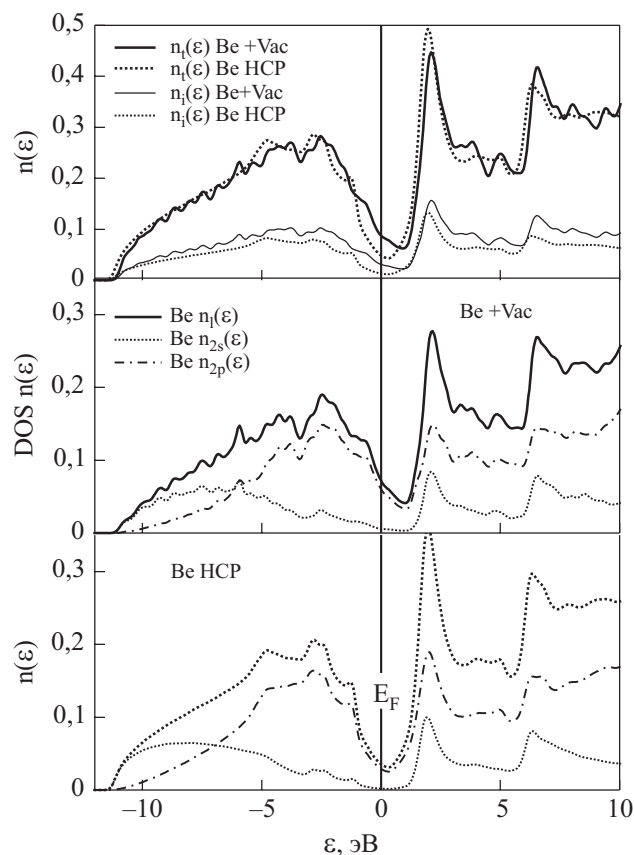 0,5
0,4
0,3
0,2
0,1
0
n(ε)
n_t(ε) Be +Vac
n_t(ε) Be HCP
n_i(ε) Be+Vac
n_i(ε) Be HCP
0,3
0,2
0,1
0
DOS n(ε)
Be n_l(ε)
Be n_2s(ε)
Be n_2p(ε)
Be +Vac
0,3
0,2
0,1
0
n(ε)
Be HCP
E_F
−10
−5
0
5
10
ε, эВ